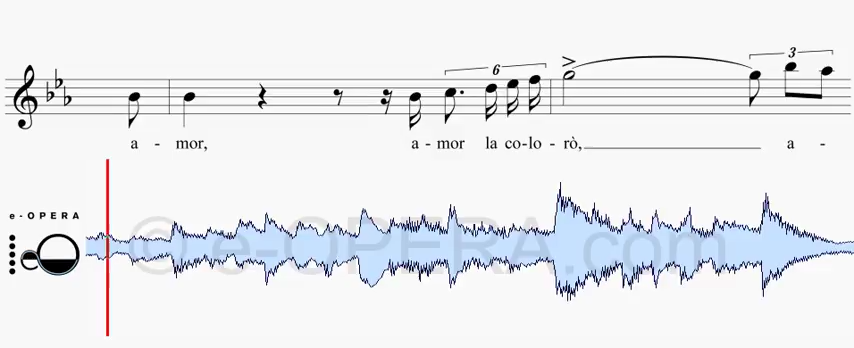 6
3
a - mor, a - mor la co - lo - rò, a -
e-OPERA
© e-OPERA.com